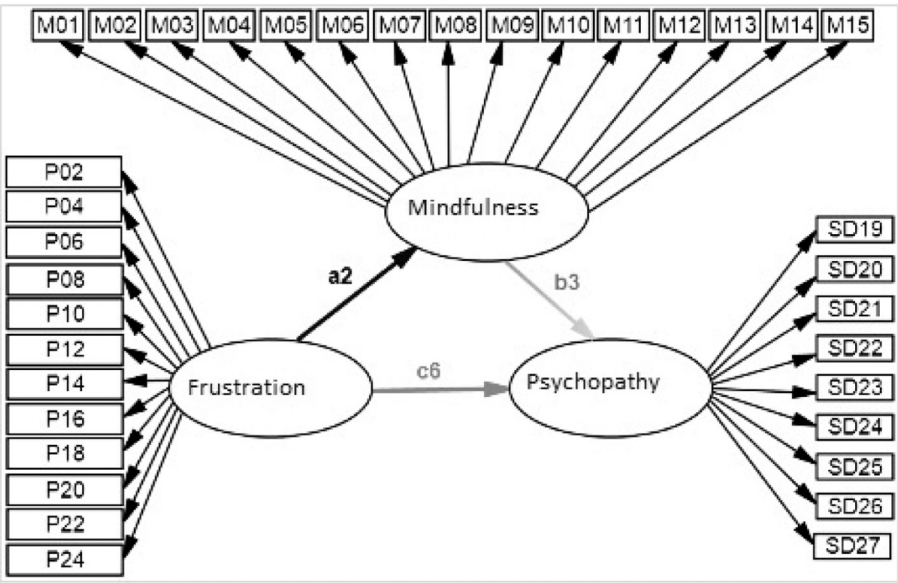 M01 M02 M03 M04 M05 M06 M07 M08 M09 M10 M11 M12 M13 M14 M15
P02
P04
P06
P08
P10
P12
P14
P16
P18
P20
P22
P24
Mindfulness
a2
b3
Frustration
c6
Psychopathy
SD19
SD20
SD21
SD22
SD23
SD24
SD25
SD26
SD27